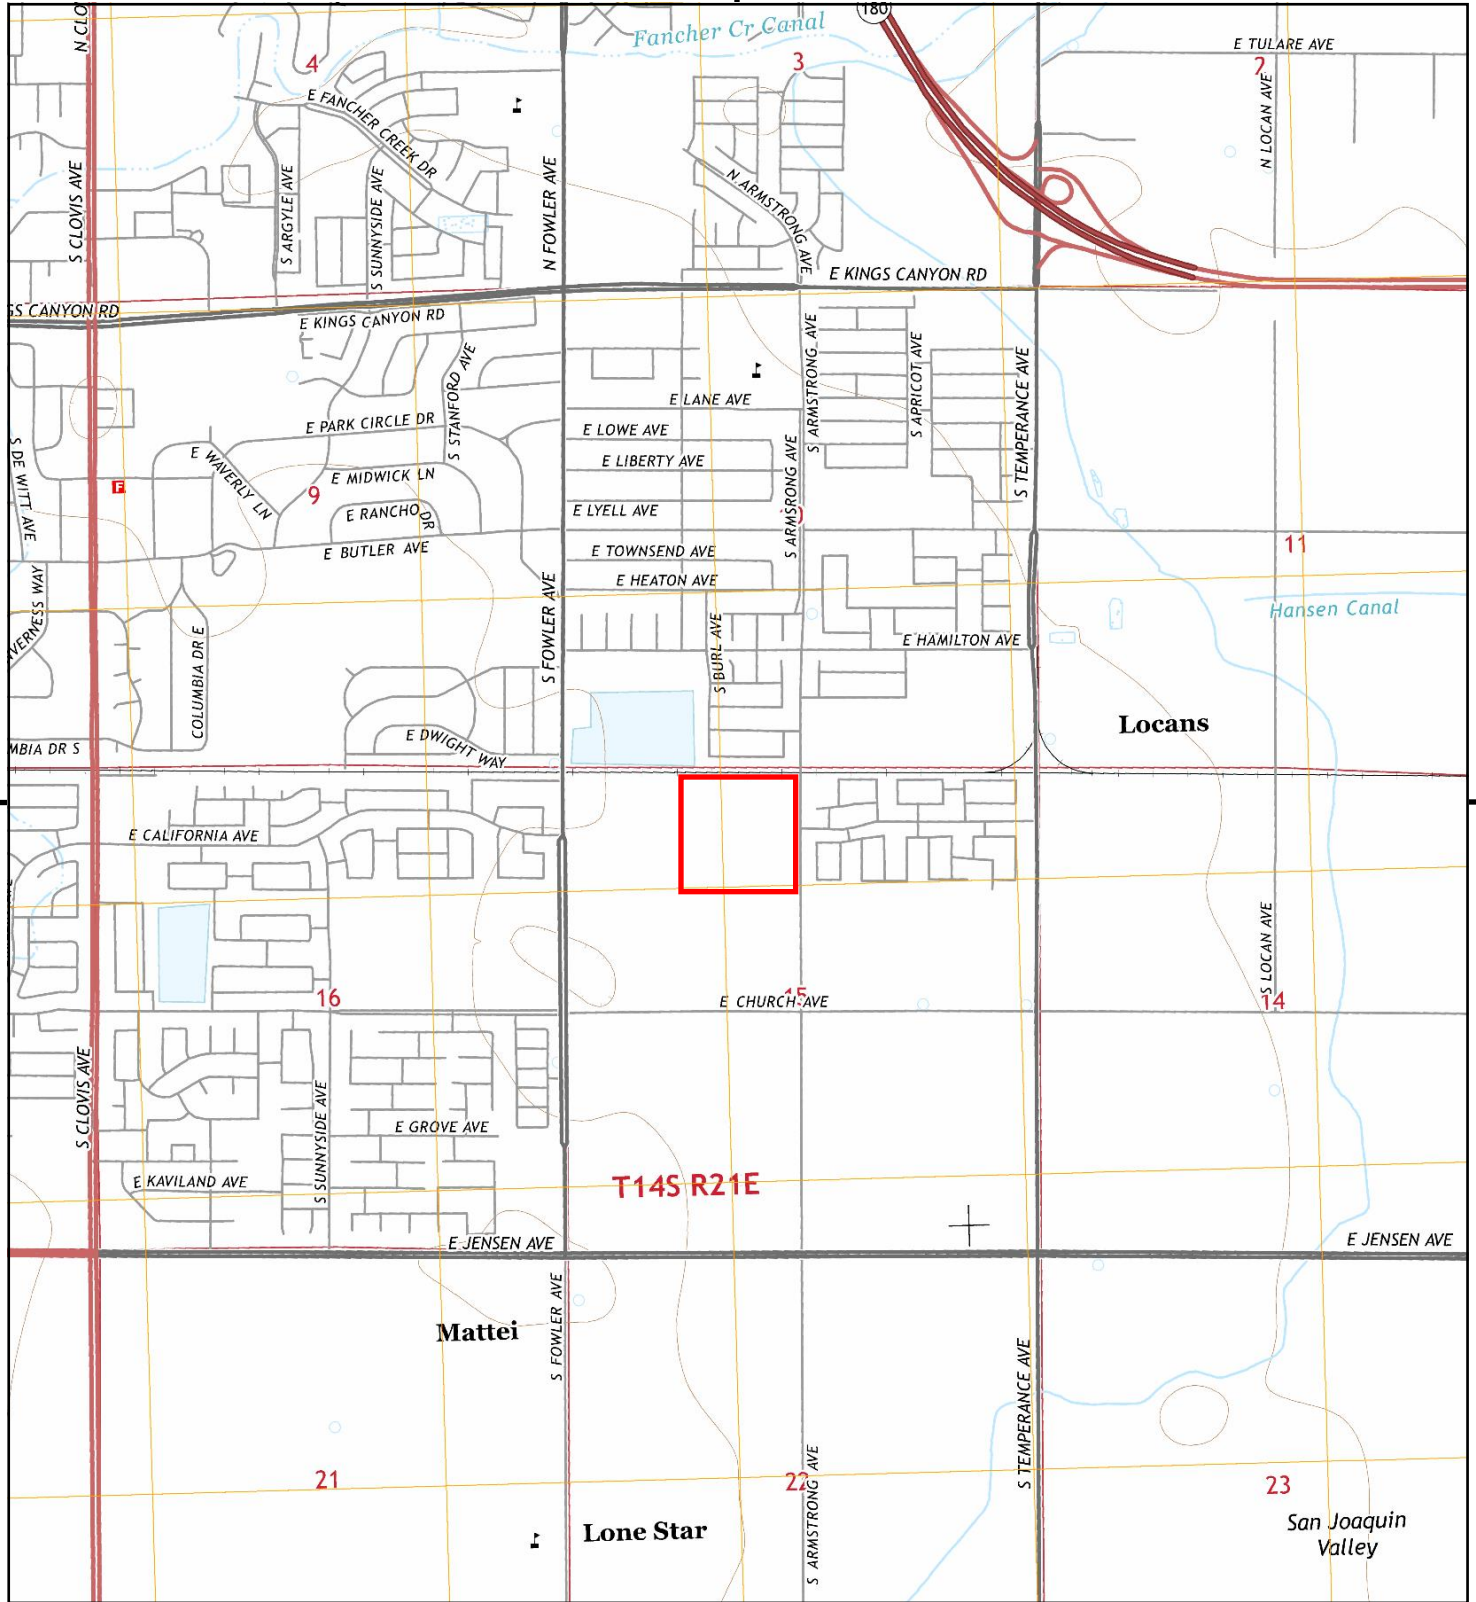 180
Fancher Cr Canal
N CLO
E TULARE AVE
4
3
2
N LOCAN AVE
E FANCHER CREEK DR
S CLOVIS AVE
S ARGYLE AVE
S SUNNYSIDE AVE
N FOWLER AVE
N ARMSTRONG AVE
E KINGS CANYON RD
GS CANYON RD
E KINGS CANYON RD
S STANFORD AVE
S ARMSTRONG AVE
S APRICOT AVE
S TEMPERANCE AVE
E LANE AVE
E PARK CIRCLE DR
E LOWE AVE
S DE WITT AVE
E WAVERLY LN
E MIDWICK LN
E LIBERTY AVE
S ARMSRONG AVE
F
9
E RANCHO DR
E LYELL AVE
E BUTLER AVE
E TOWNSEND AVE
11
E HEATON AVE
VERNESS WAY
S FOWLER AVE
Hansen Canal
COLUMBIA DR E
S BURL AVE
E HAMILTON AVE
Locans
MBIA DR S
E DWIGHT WAY
E CALIFORNIA AVE
S LOCAN AVE
16
15
E CHURCH AVE
14
S CLOVIS AVE
S SUNNYSIDE AVE
E GROVE AVE
E KAVILAND AVE
T14S R21E
E JENSEN AVE
E JENSEN AVE
S FOWLER AVE
Mattei
S TEMPERANCE AVE
21
22
S ARMSTRONG AVE
23
Lone Star
San Joaquin
Valley